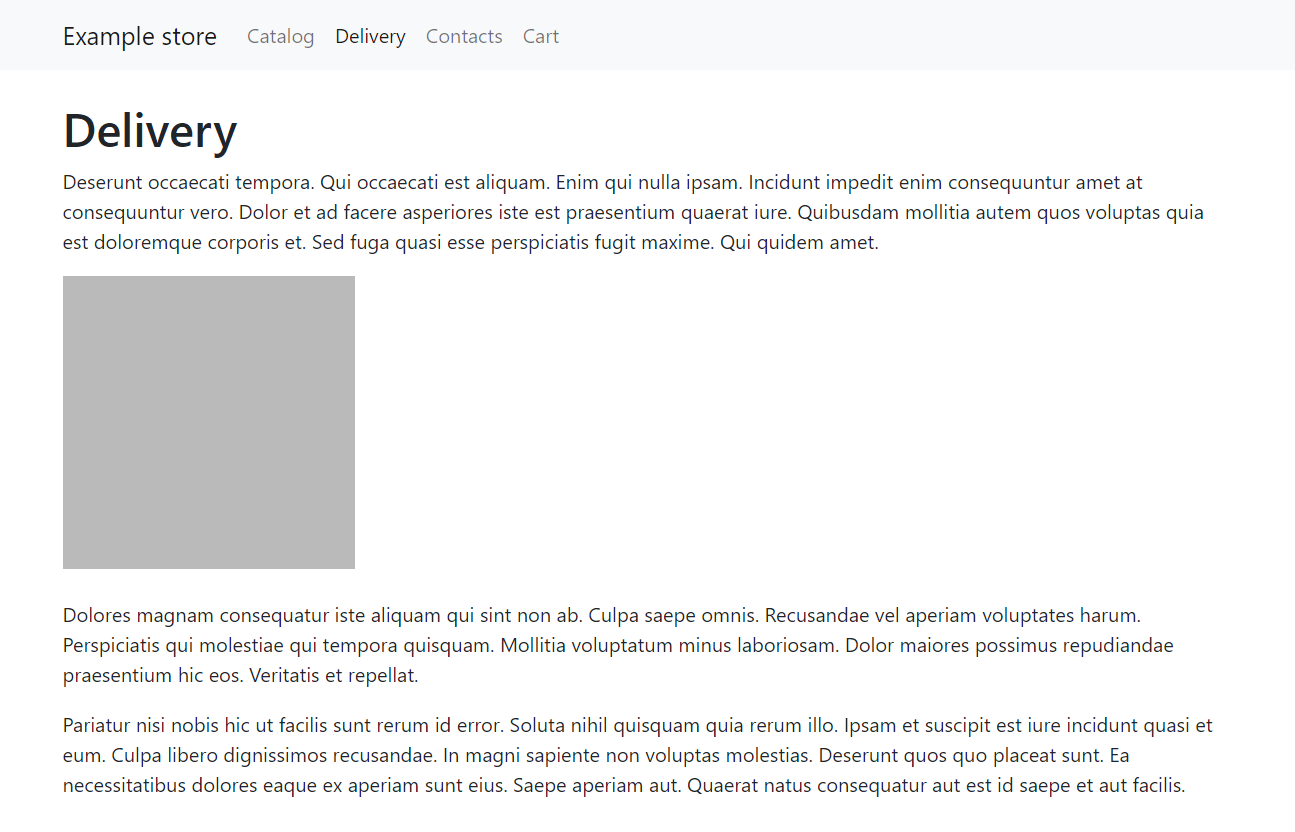 Example store Catalog Delivery Contacts Cart
Delivery
Deserunt occaecati tempora. Qui occaecati est aliquam. Enim qui nulla ipsam. Incidunt impedit enim consequuntur amet at
consequuntur vero. Dolor et ad facere asperiores iste est praesentium quaerat iure. Quibusdam mollitia autem quos voluptas quia
est doloremque corporis et. Sed fuga quasi esse perspiciatis fugit maxime. Qui quidem amet.
Dolores magnam consequatur iste aliquam qui sint non ab. Culpa saepe omnis. Recusandae vel aperiam voluptates harum.
Perspiciatis qui molestiae qui tempora quisquam. Mollitia voluptatum minus laboriosam. Dolor maiores possimus repudiandae
praesentium hic eos. Veritatis et repellat.
Pariatur nisi nobis hic ut facilis sunt rerum id error. Soluta nihil quisquam quia rerum illo. Ipsam et suscipit est iure incidunt quasi et
eum. Culpa libero dignissimos recusandae. In magni sapiente non voluptas molestias. Deserunt quos quo placeat sunt. Ea
necessitatibus dolores eaque ex aperiam sunt eius. Saepe aperiam aut. Quaerat natus consequatur aut est id saepe et aut facilis.